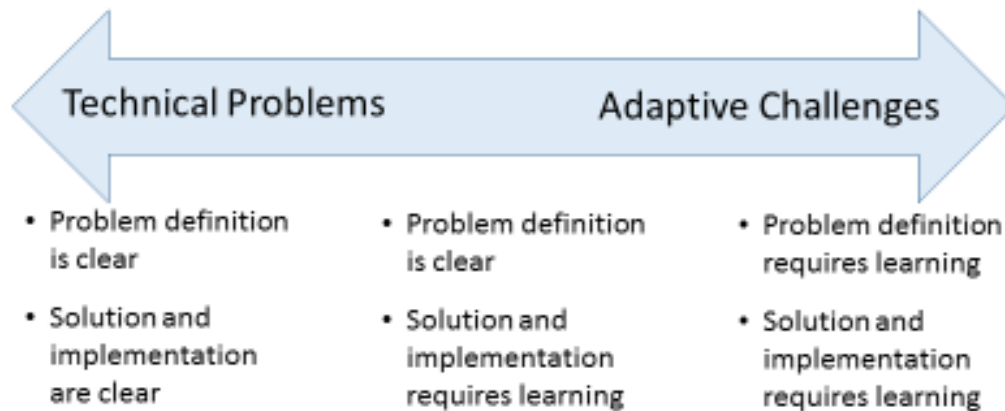 Technical Problems
Adaptive Challenges
• Problem definition
is clear
• Solution and
implementation
are clear
• Problem definition
is clear
• Solution and
implementation
requires learning
• Problem definition
requires learning
• Solution and
implementation
requires learning